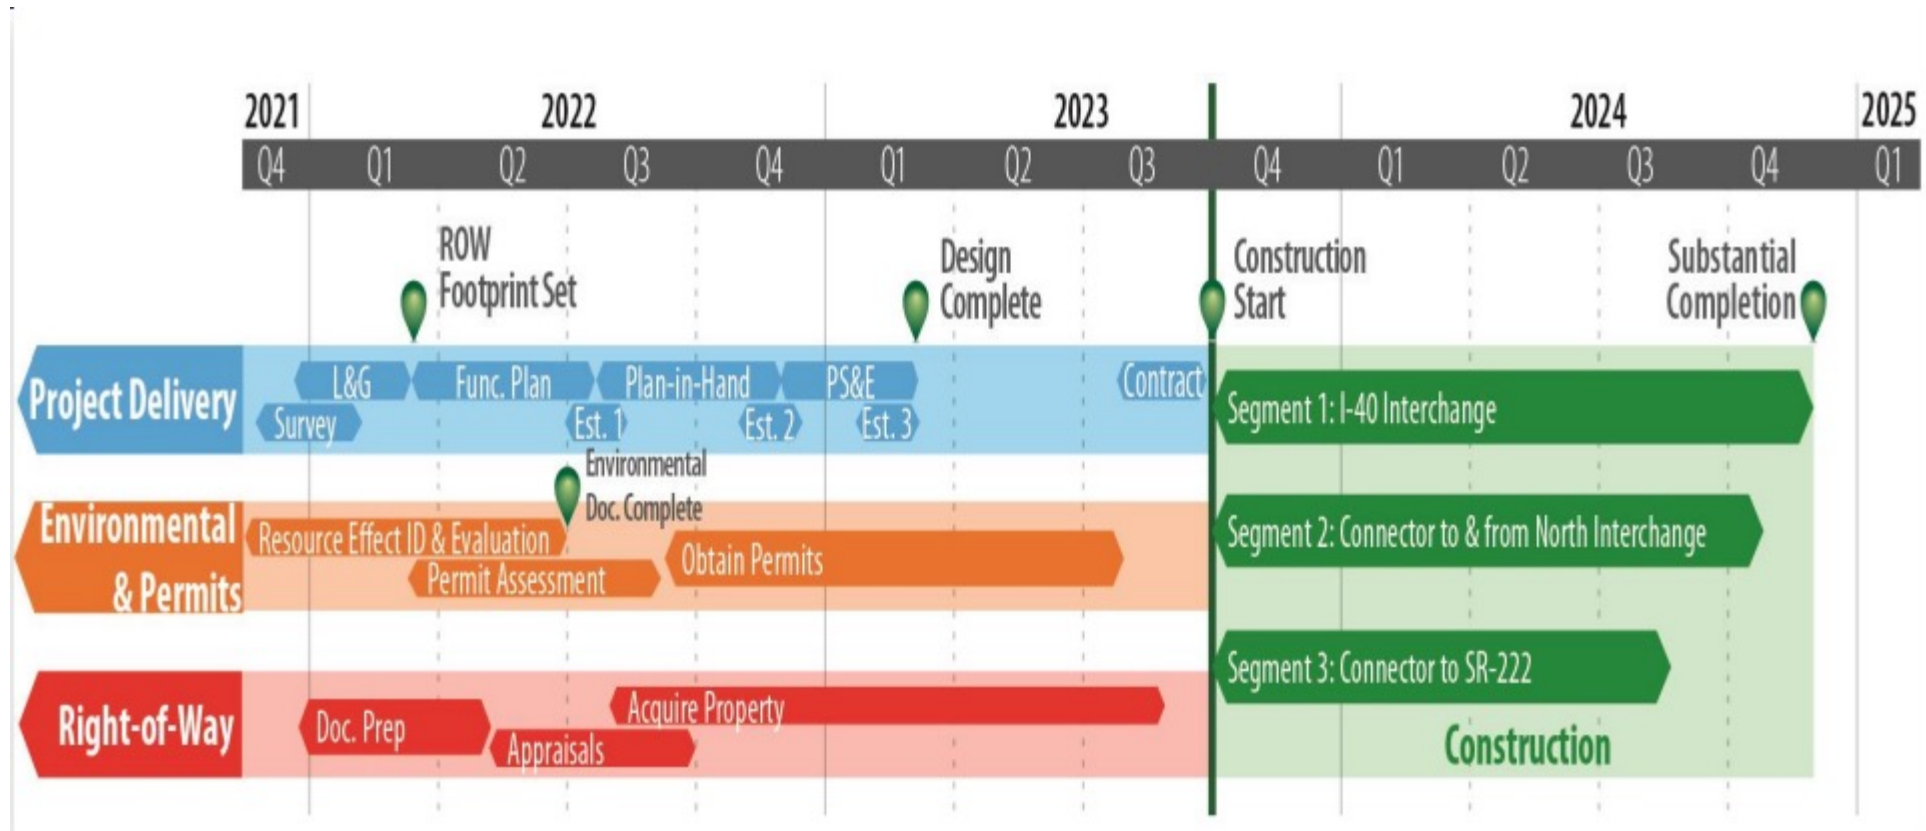 2021 2022 2023 2024 2025
Q4 Q1 Q2 Q3 Q4 Q1 Q2 Q3 Q4 Q1 Q2 Q3 Q4 Q1
ROW
Footprint Set
Design
Complete
Construction
Start
Substantial
Completion
Project Delivery
L&G Func. Plan Plan-in-Hand PS&E Contract
Survey Est. 1 Est. 2 Est. 3
Segment 1: I-40 Interchange
Environmental
Doc. Complete
Environmental
& Permits
Resource Effect ID & Evaluation
Permit Assessment
Obtain Permits
Segment 2: Connector to & from North Interchange
Right-of-Way
Doc. Prep
Appraisals
Acquire Property
Segment 3: Connector to SR-222
Construction